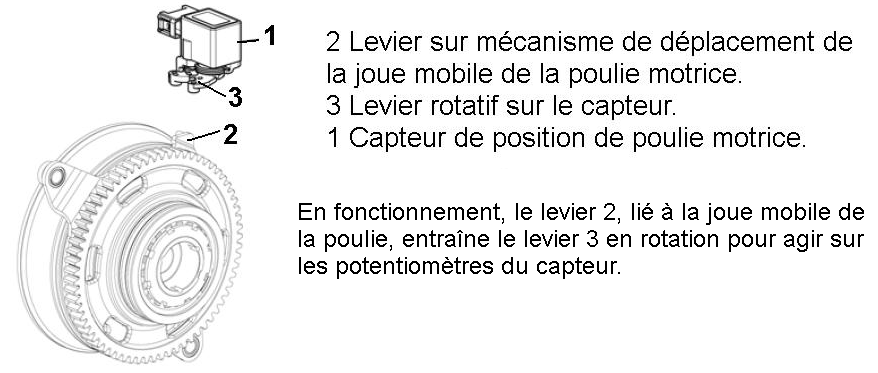 1
2 Levier sur mécanisme de déplacement de
la joue mobile de la poulie motrice.
3 Levier rotatif sur le capteur.
1 Capteur de position de poulie motrice.
3
2
En fonctionnement, le levier 2, lié à la joue mobile de
la poulie, entraîne le levier 3 en rotation pour agir sur
les potentiomètres du capteur.